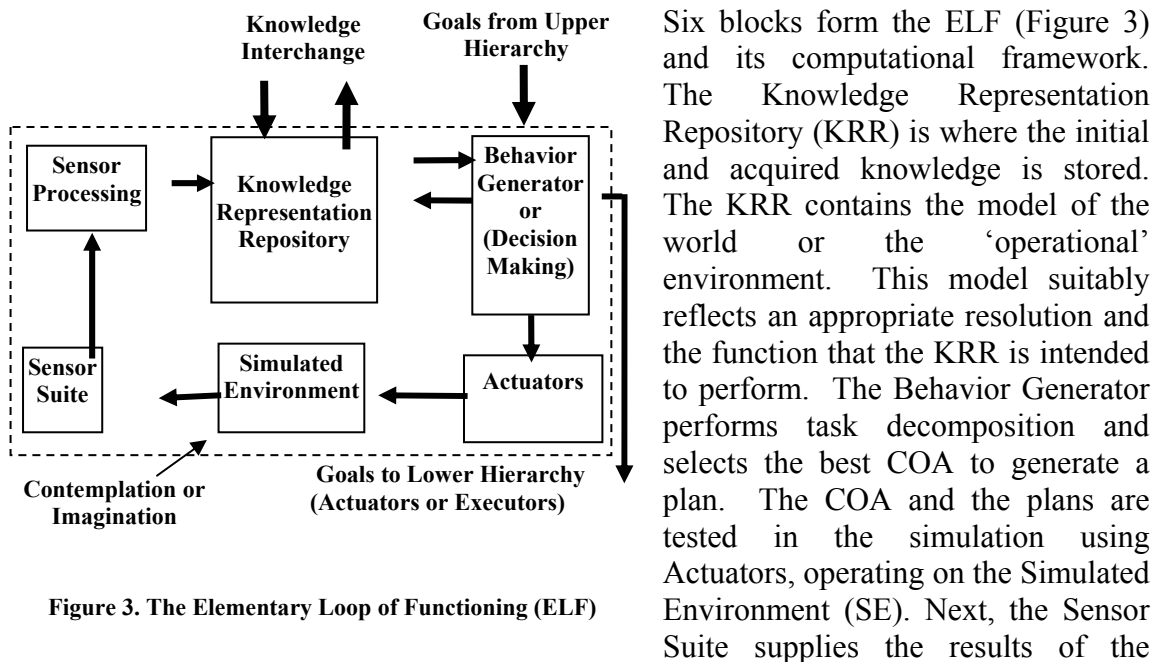 Knowledge
Interchange
Goals from Upper
Hierarchy
Sensor
Processing
Knowledge
Representation
Repository
Behavior
Generator
or
(Decision
Making)
Sensor
Suite
Simulated
Environment
Actuators
Contemplation or
Imagination
Goals to Lower Hierarchy
(Actuators or Executors)
Figure 3. The Elementary Loop of Functioning (ELF)
Six blocks form the ELF (Figure 3)
and its computational framework.
The Knowledge Representation
Repository (KRR) is where the initial
and acquired knowledge is stored.
The KRR contains the model of the
world or the ‘operational’
environment. This model suitably
reflects an appropriate resolution and
the function that the KRR is intended
to perform. The Behavior Generator
performs task decomposition and
selects the best COA to generate a
plan. The COA and the plans are
tested in the simulation using
Actuators, operating on the Simulated
Environment (SE). Next, the Sensor
Suite supplies the results of the